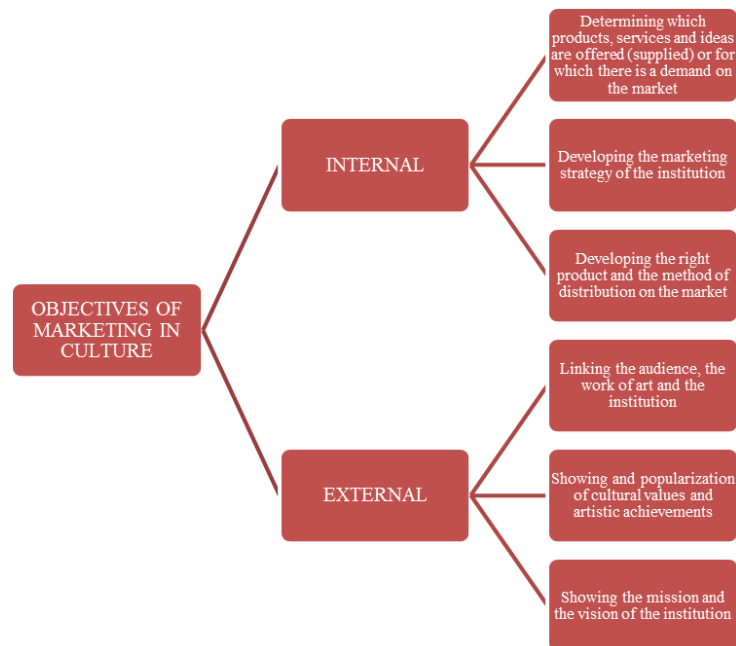 OBJECTIVES OF
MARKETING IN
CULTURE
INTERNAL
Determining which
products, services and ideas
are offered (supplied) or for
which there is a demand on
the market
Developing the marketing
strategy of the institution
Developing the right
product and the method of
distribution on the market
EXTERNAL
Linking the audience, the
work of art and the
institution
Showing and popularization
of cultural values and
artistic achievements
Showing the mission and
the vision of the institution